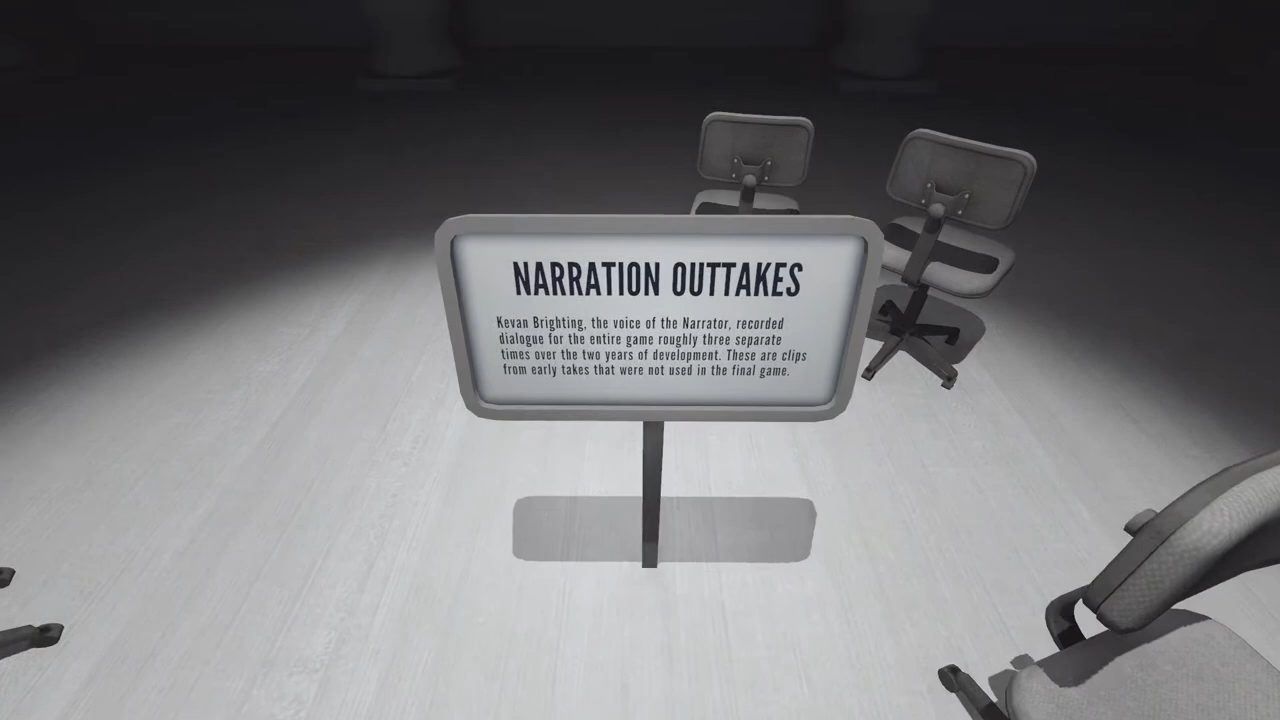 NARRATION OUTTAKES
Kevan Brighting, the voice of the Narrator, recorded
dialogue for the entire game roughly three separate
times over the two years of development. These are clips
from early takes that were not used in the final game.